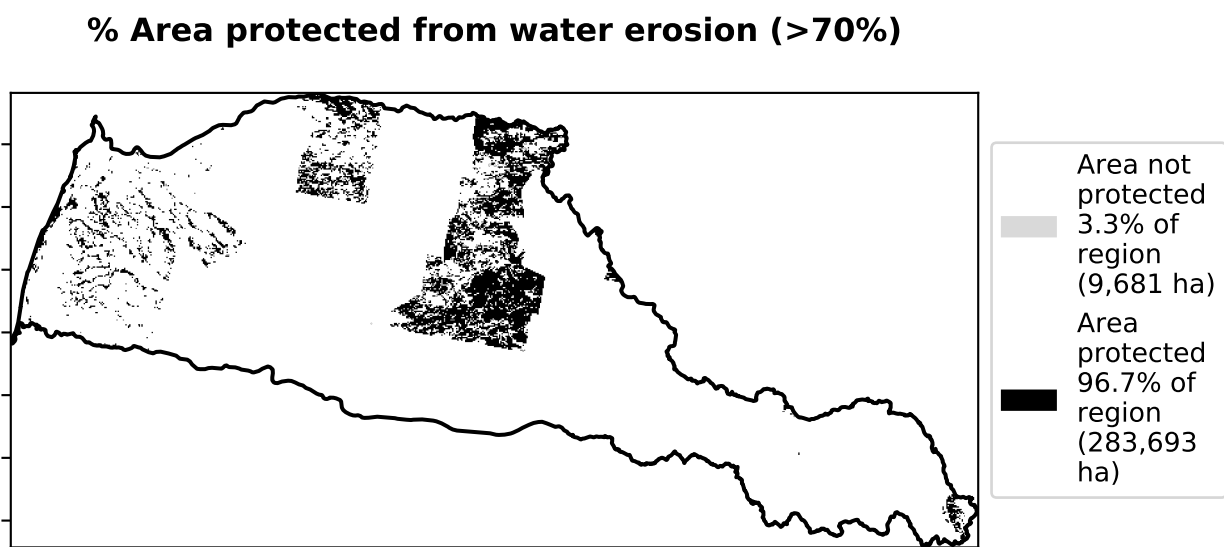 % Area protected from water erosion (>70%)
Area not
protected
3.3% of
region
(9,681 ha)
Area
protected
96.7% of
region
(283,693
ha)